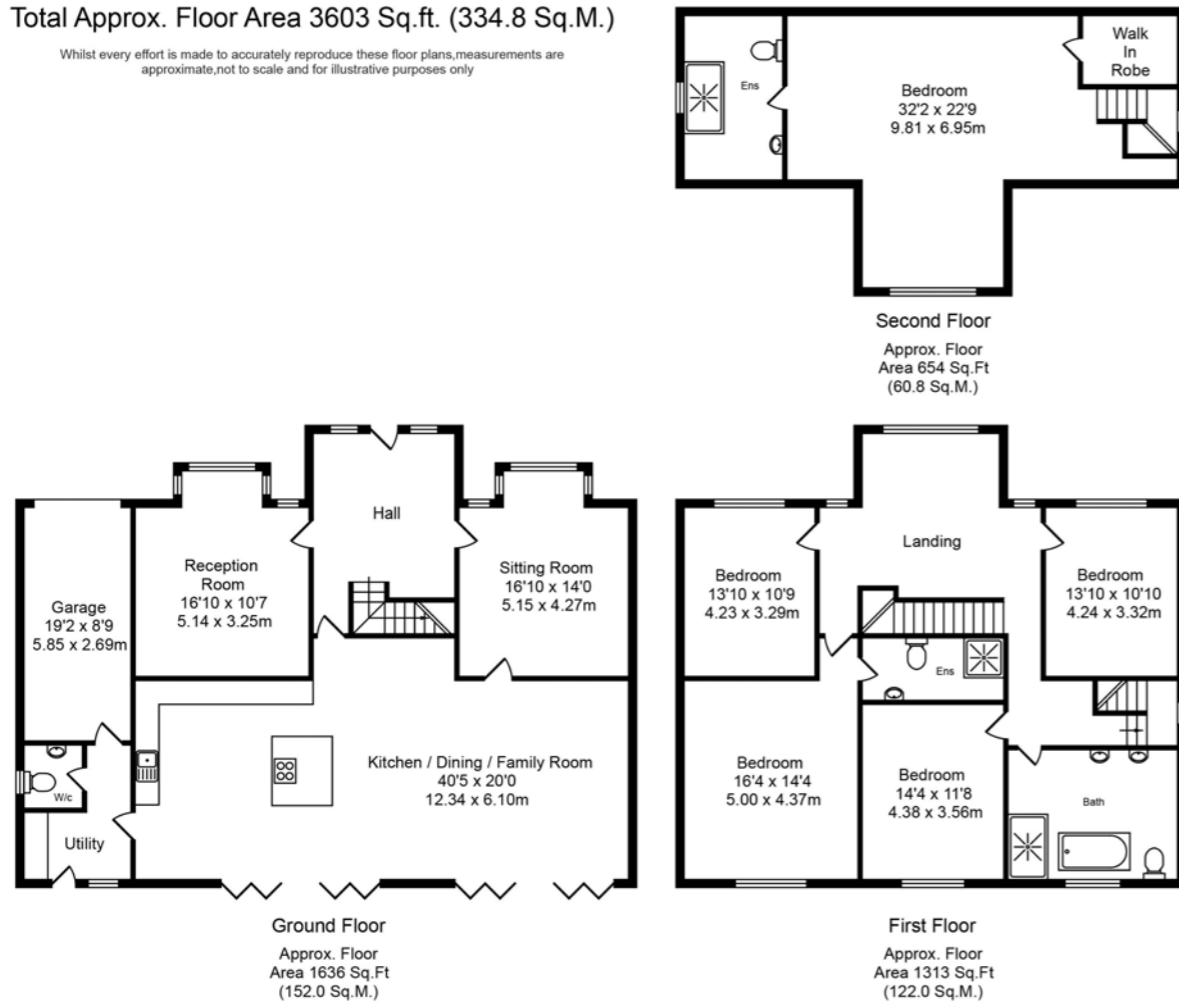 Total Approx. Floor Area 3603 Sq.ft. (334.8 Sq.M.)
Whilst every effort is made to accurately reproduce these floor plans,measurements are
approximate,not to scale and for illustrative purposes only
Ens
Bedroom
32'2 x 22'9
9.81 x 6.95m
Walk
In
Robe
Second Floor
Approx. Floor
Area 654 Sq.Ft
(60.8 Sq.M.)
Garage
19'2 x 8'9
5.85 x 2.69m
Reception
Room
16'10 x 10'7
5.14 x 3.25m
Hall
Sitting Room
16'10 x 14'0
5.15 x 4.27m
W/c
Utility
Kitchen / Dining / Family Room
40'5 x 20'0
12.34 x 6.10m
Ground Floor
Approx. Floor
Area 1636 Sq.Ft
(152.0 Sq.M.)
Bedroom
13'10 x 10'9
4.23 x 3.29m
Landing
Bedroom
13'10 x 10'10
4.24 x 3.32m
Ens
Bedroom
16'4 x 14'4
5.00 x 4.37m
Bedroom
14'4 x 11'8
4.38 x 3.56m
Bath
First Floor
Approx. Floor
Area 1313 Sq.Ft
(122.0 Sq.M.)